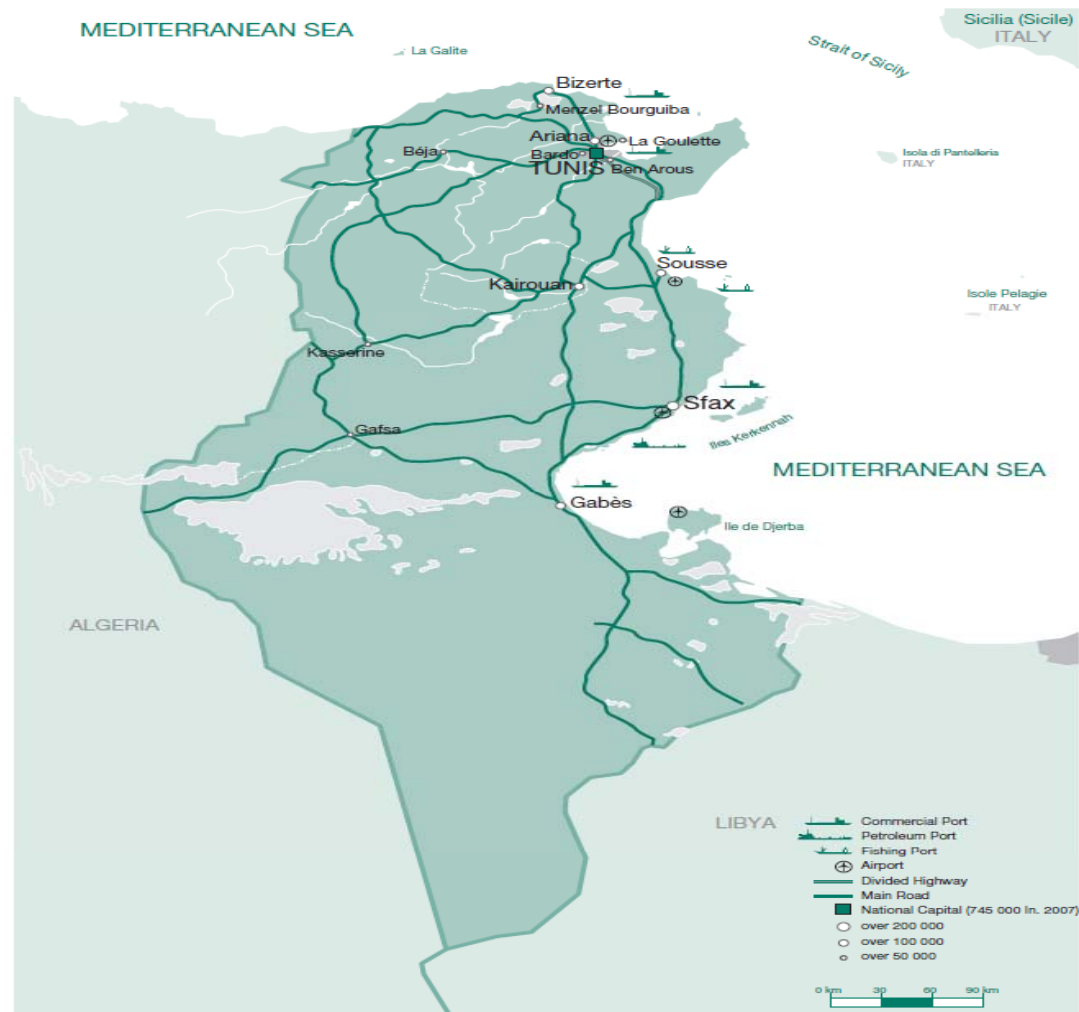 MEDITERRANEAN SEA
Sicilia (Sicile)
ITALY
La Galite
Strait of Sicily
Bizerte
Menzel Bourguiba
Ariana
La Goulette
Béja
Bardo
TUNIS
Ben Arous
Isola di Pantelleria
ITALY
Sousse
Kairouan
Isole Pelagie
ITALY
Kasserine
Sfax
Gafsa
Iles Kerkennah
MEDITERRANEAN SEA
Gabès
Ile de Djerba
ALGERIA
LIBYA
Commercial Port
Petroleum Port
Fishing Port
Airport
Divided Highway
Main Road
National Capital (745 000 In. 2007)
over 200 000
over 100 000
over 50 000
0 km 30 60 90 km